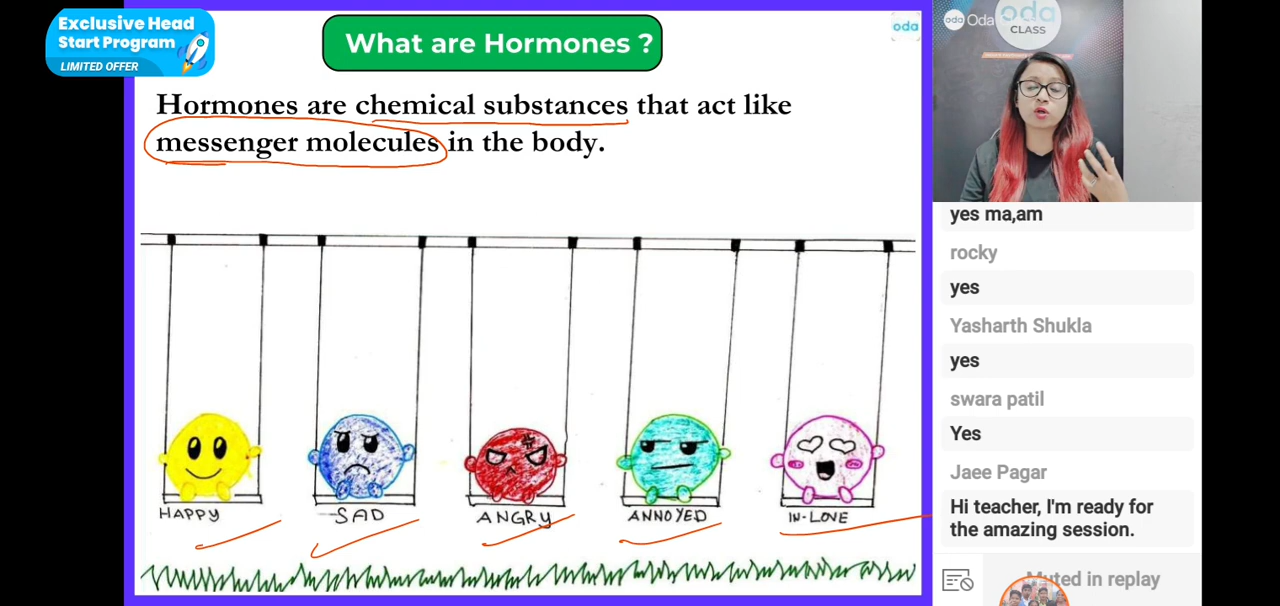 Exclusive Head
Start Program
LIMITED OFFER
What are Hormones ?
oda
Hormones are chemical substances that act like
messenger molecules in the body.
HAPPY
SAD
ANGRY
ANNOYED
IN-LOVE
oda Oda
oda
CLASS
yes ma,am
rocky
yes
Yasharth Shukla
yes
swara patil
Yes
Jaee Pagar
Hi teacher, I'm ready for
the amazing session.
Muted in replay